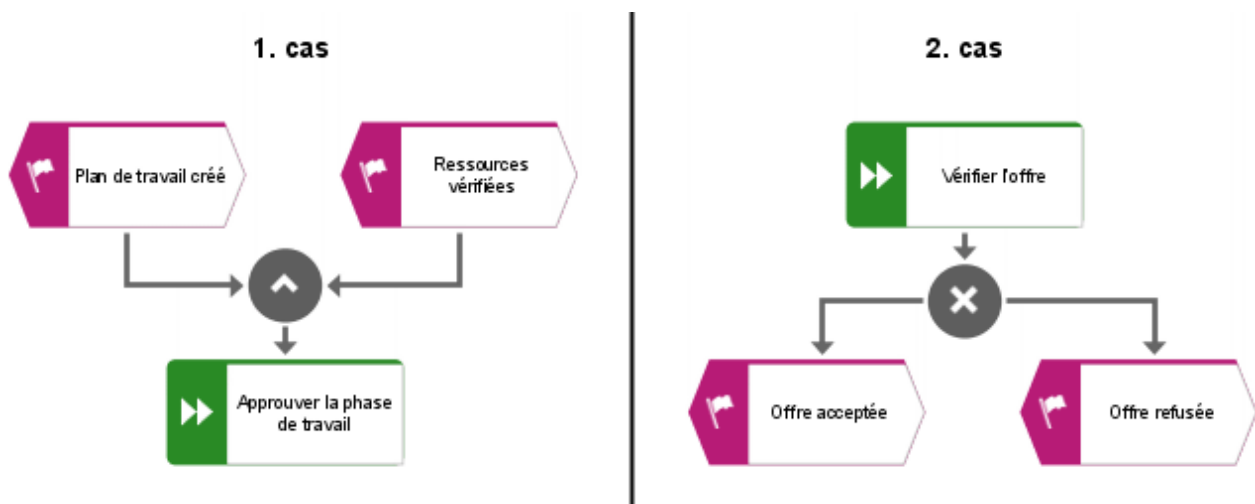 1. cas
Plan de travail créé
Ressources
vérifiées
Approuver la phase
de travail
2. cas
Vérifier l'offre
Offre acceptée
Offre refusée